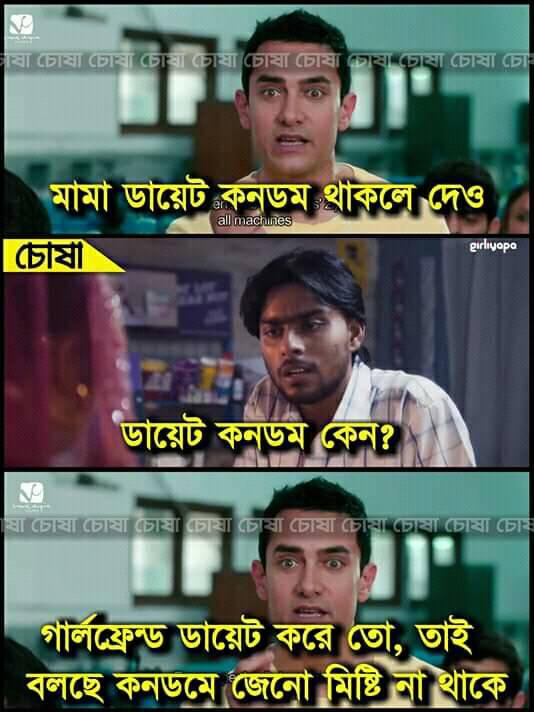 চোষা চোষা চোষা চোষা চোষা চোষা চোষা চোষা
মামা ডায়েট কনডম থাকলে দেও
all machines
চোষা
girliyapa
ডায়েট কনডম কেন?
চোষা চোষা চোষা চোষা চোষা চোষা চোষা চোষা
গার্লফ্রেন্ড ডায়েট করে তো, তাই
বলছে কনডমে জেনো মিষ্টি না থাকে